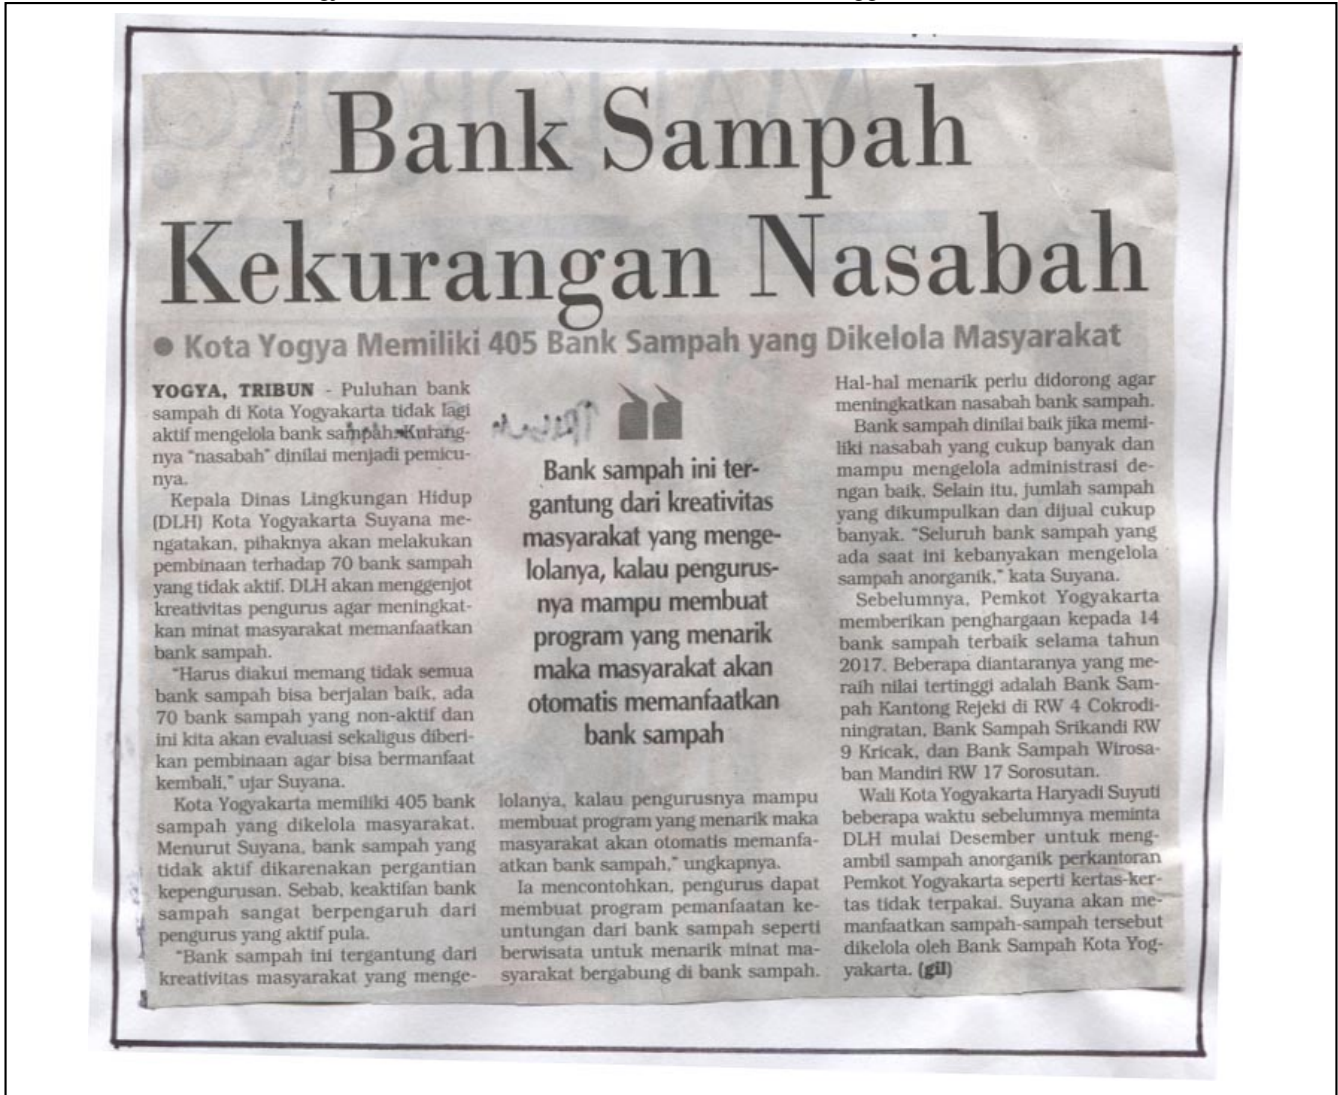 Bank Sampah
Kekurangan Nasabah
● Kota Yogya Memiliki 405 Bank Sampah yang Dikelola Masyarakat
YOGYA, TRIBUN - Puluhan bank
sampah di Kota Yogyakarta tidak lagi
aktif mengelola bank sampah. Kurang-
nya "nasabah" dinilai menjadi pemicu-
nya.
Kepala Dinas Lingkungan Hidup
(DLH) Kota Yogyakarta Suyana me-
ngatakan, pihaknya akan melakukan
pembinaan terhadap 70 bank sampah
yang tidak aktif. DLH akan menggenjot
kreativitas pengurus agar meningkat-
kan minat masyarakat memanfaatkan
bank sampah.
"Harus diakui memang tidak semua
bank sampah bisa berjalan baik, ada
70 bank sampah yang non-aktif dan
ini kita akan evaluasi sekaligus diberi-
kan pembinaan agar bisa bermanfaat
kembali," ujar Suyana.
Kota Yogyakarta memiliki 405 bank
sampah yang dikelola masyarakat.
Menurut Suyana, bank sampah yang
tidak aktif dikarenakan pergantian
kepengurusan. Sebab, keaktifan bank
sampah sangat berpengaruh dari
pengurus yang aktif pula.
"Bank sampah ini tergantung dari
kreativitas masyarakat yang menge-
Bank sampah ini ter-
gantung dari kreativitas
masyarakat yang menge-
lolanya, kalau pengurus-
nya mampu membuat
program yang menarik
maka masyarakat akan
otomatis memanfaatkan
bank sampah
lolanya, kalau pengurusnya mampu
membuat program yang menarik maka
masyarakat akan otomatis memanfa-
atkan bank sampah," ungkapnya.
Ia mencontohkan, pengurus dapat
membuat program pemanfaatan ke-
untungan dari bank sampah seperti
berwisata untuk menarik minat ma-
syarakat bergabung di bank sampah.
Hal-hal menarik perlu didorong agar
meningkatkan nasabah bank sampah.
Bank sampah dinilai baik jika memi-
liki nasabah yang cukup banyak dan
mampu mengelola administrasi de-
ngan baik. Selain itu, jumlah sampah
yang dikumpulkan dan dijual cukup
banyak. "Seluruh bank sampah yang
ada saat ini kebanyakan mengelola
sampah anorganik," kata Suyana.
Sebelumnya, Pemkot Yogyakarta
memberikan penghargaan kepada 14
bank sampah terbaik selama tahun
2017. Beberapa diantaranya yang me-
raih nilai tertinggi adalah Bank Sam-
pah Kantong Rejeki di RW 4 Cokrodi-
ningratan, Bank Sampah Srikandi RW
9 Kricak, dan Bank Sampah Wirosa-
ban Mandiri RW 17 Sorosutan.
Wali Kota Yogyakarta Haryadi Suyuti
beberapa waktu sebelumnya meminta
DLH mulai Desember untuk meng-
ambil sampah anorganik perkantoran
Pemkot Yogyakarta seperti kertas-ker-
tas tidak terpakai. Suyana akan me-
manfaatkan sampah-sampah tersebut
dikelola oleh Bank Sampah Kota Yog-
yakarta. (gil)